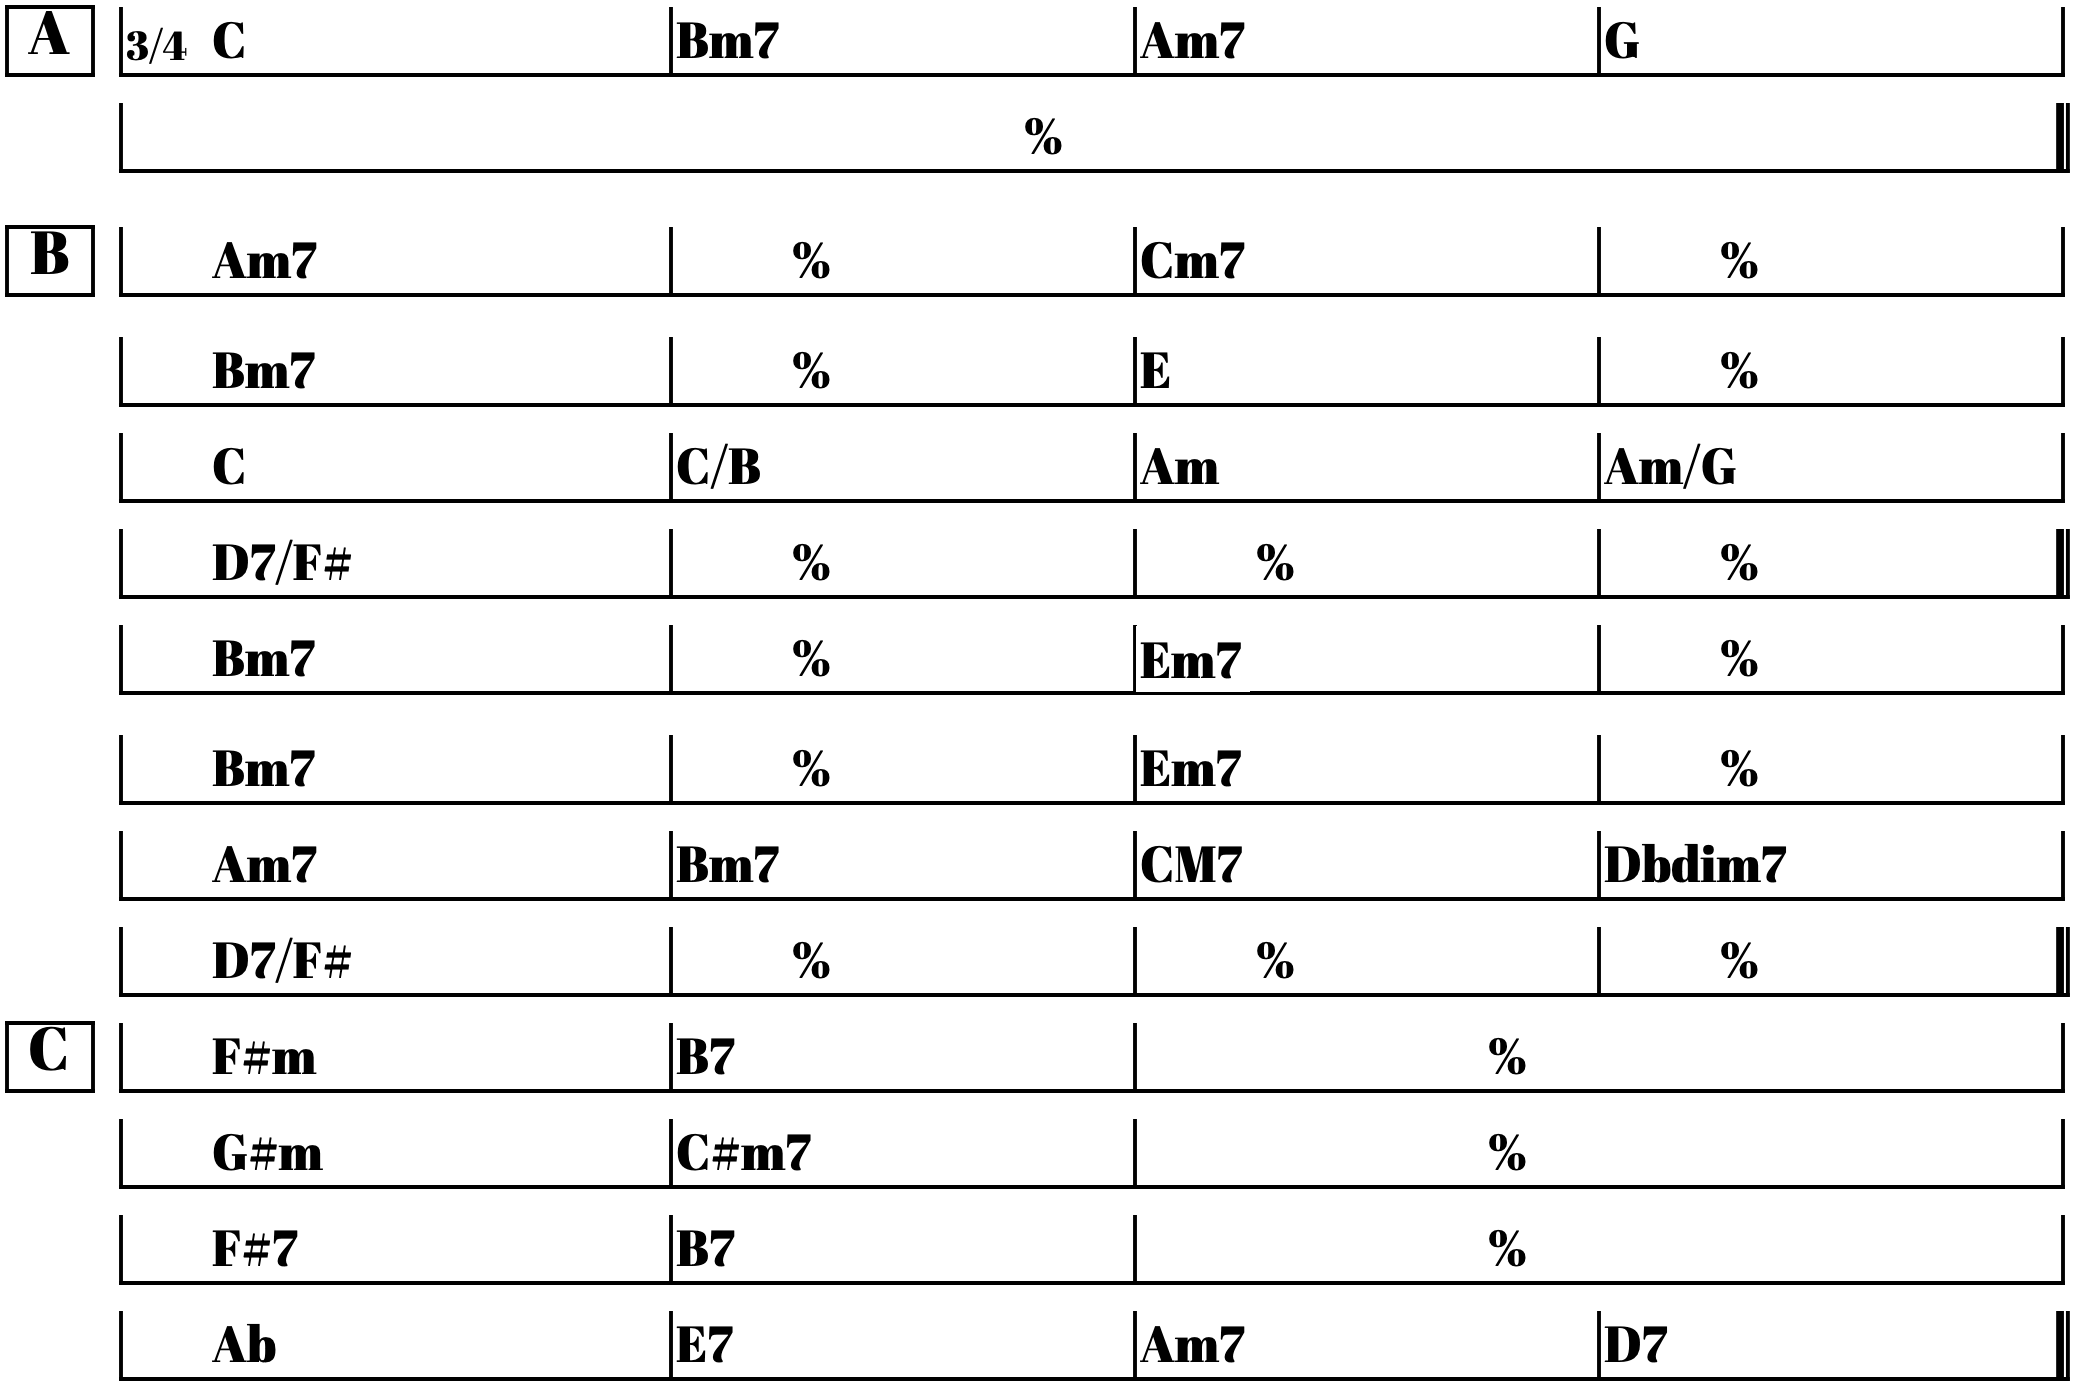 A 3/4 C Bm7 Am7 G
%
B Am7 % Cm7 %
Bm7 % E %
C C/B Am Am/G
D7/F# % % %
Bm7 % Em7 %
Bm7 % Em7 %
Am7 Bm7 CM7 Dbdim7
D7/F# % % %
C F#m B7 %
G#m C#m7 %
F#7 B7 %
Ab E7 Am7 D7